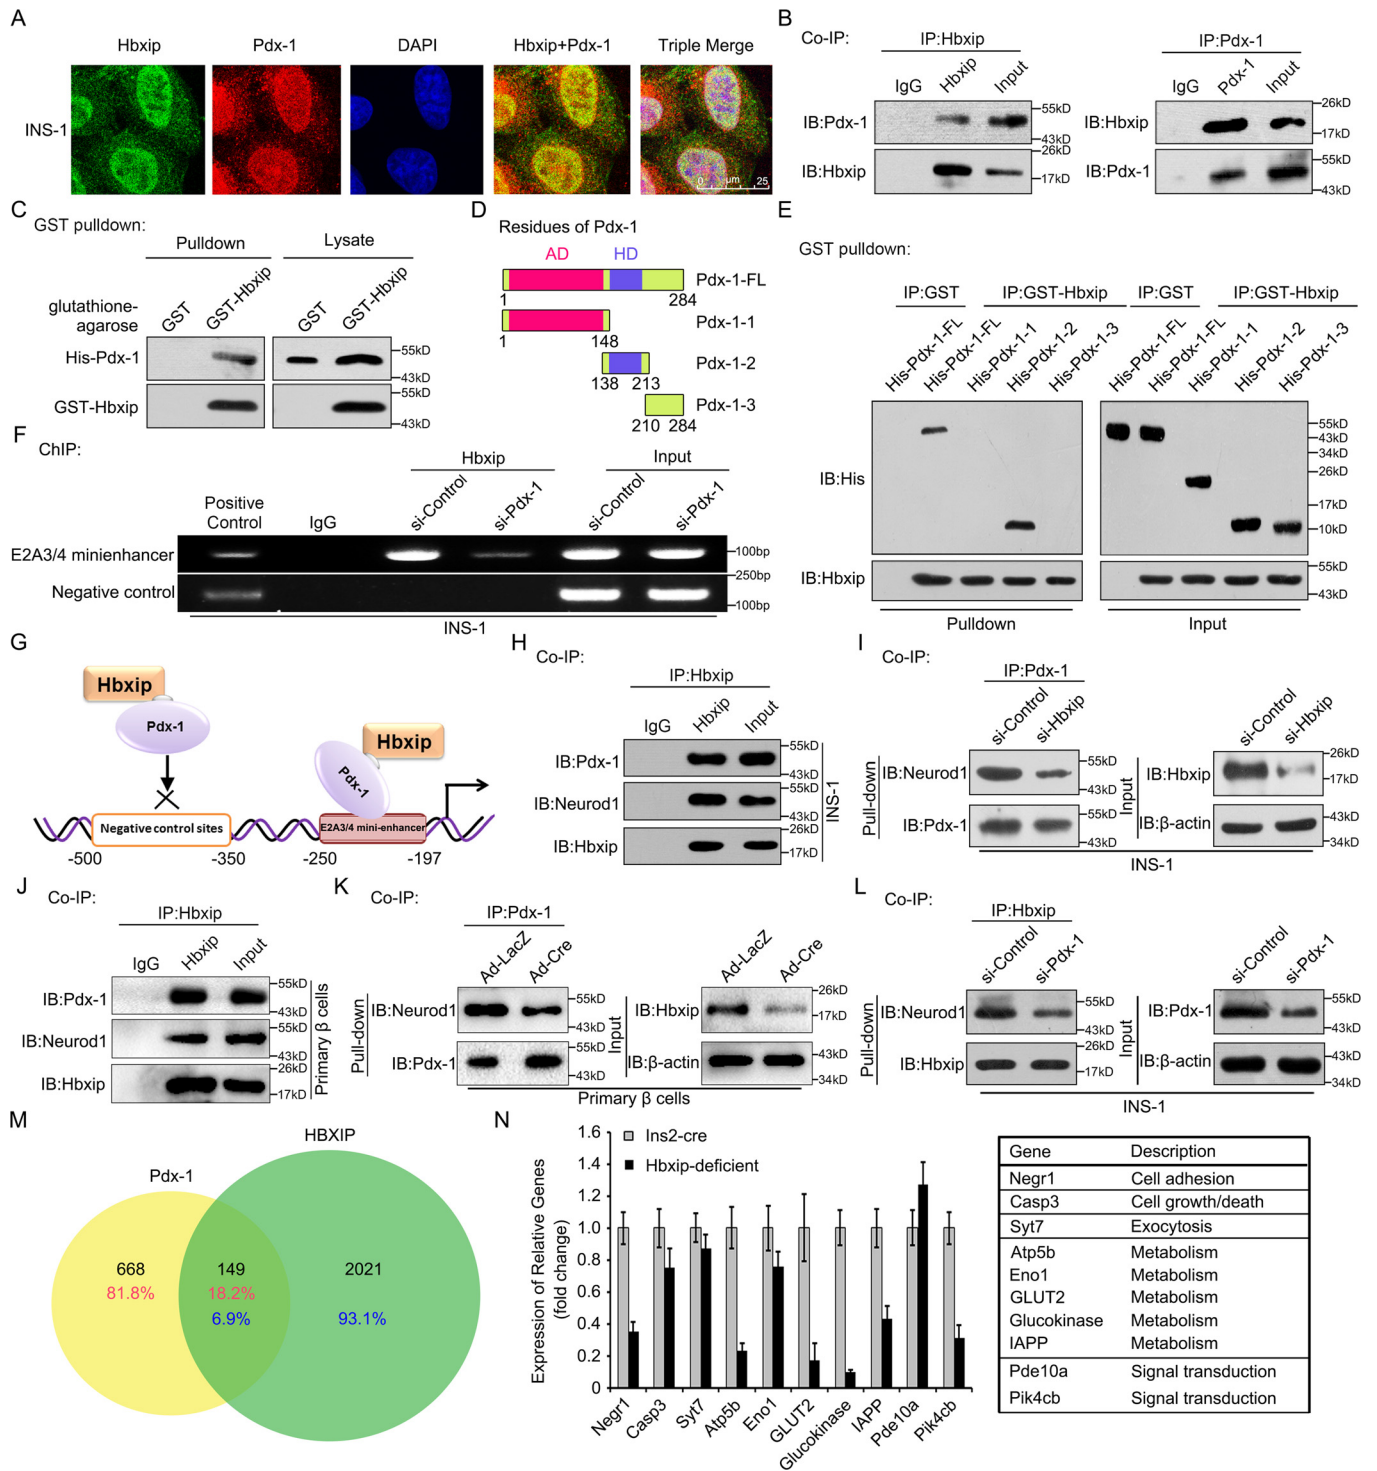 A
Hbxip Pdx-1 DAPI Hbxip+Pdx-1 Triple Merge
INS-1
0 um 25
B
Co-IP: IP:Hbxip IP:Pdx-1
IgG Hbxip Input IgG Pdx-1 Input
IB:Pdx-1 55kD 43kD IB:Hbxip 26kD 17kD
IB:Hbxip 26kD 17kD IB:Pdx-1 55kD 43kD
C
GST pulldown:
Pulldown Lysate
glutathione-
agarose GST GST-Hbxip GST GST-Hbxip
His-Pdx-1 55kD 43kD
GST-Hbxip 55kD 43kD
D
Residues of Pdx-1
AD HD
Pdx-1-FL
1 284
Pdx-1-1
1 148
Pdx-1-2
138 213
Pdx-1-3
210 284
E
GST pulldown:
IP:GST IP:GST-Hbxip IP:GST IP:GST-Hbxip
His-Pdx-1-FL His-Pdx-1-FL His-Pdx-1-1 His-Pdx-1-2 His-Pdx-1-3 His-Pdx-1-FL His-Pdx-1-FL His-Pdx-1-1 His-Pdx-1-2 His-Pdx-1-3
IB:His 55kD 43kD 34kD 26kD 17kD 10kD
IB:Hbxip 55kD 43kD
Pulldown Input
F
ChIP:
Hbxip Input
Positive
Control IgG si-Control si-Pdx-1 si-Control si-Pdx-1
E2A3/4 minienhancer 100bp
Negative control 250bp 100bp
INS-1
G
Hbxip
Pdx-1
Hbxip
Pdx-1
Negative control sites E2A3/4 mini-enhancer
-500 -350 -250 -197
H
Co-IP:
IP:Hbxip
IgG Hbxip Input
IB:Pdx-1 55kD 43kD
IB:Neurod1 55kD 43kD
IB:Hbxip 26kD 17kD
INS-1
I
Co-IP:
IP:Pdx-1
si-Control si-Hbxip si-Control si-Hbxip
Pull-down IB:Neurod1 55kD 43kD Input IB:Hbxip 26kD 17kD
IB:Pdx-1 55kD 43kD IB:β-actin 43kD 34kD
INS-1
J
Co-IP:
IP:Hbxip
IgG Hbxip Input
IB:Pdx-1 55kD 43kD
IB:Neurod1 55kD 43kD
IB:Hbxip 26kD 17kD
Primary β cells
K
Co-IP:
IP:Pdx-1
Ad-LacZ Ad-Cre Ad-LacZ Ad-Cre
Pull-down IB:Neurod1 55kD 43kD Input IB:Hbxip 26kD 17kD
IB:Pdx-1 55kD 43kD IB:β-actin 43kD 34kD
Primary β cells
L
Co-IP:
IP:Hbxip
si-Control si-Pdx-1 si-Control si-Pdx-1
Pull-down IB:Neurod1 55kD 43kD Input IB:Pdx-1 55kD 43kD
IB:Hbxip 26kD 17kD IB:β-actin 43kD 34kD
INS-1
M
HBXIP
Pdx-1
668 149 2021
81.8% 18.2%
6.9% 93.1%
N
Expression of Relative Genes
(fold change)
1.6
1.4
1.2
1.0
0.8
0.6
0.4
0.2
0
Ins2-cre
Hbxip-deficient
Negr1 Casp3 Syt7 Atp5b Eno1 GLUT2 Glucokinase IAPP Pde10a Pik4cb
Gene Description
Negr1 Cell adhesion
Casp3 Cell growth/death
Syt7 Exocytosis
Atp5b Metabolism
Eno1 Metabolism
GLUT2 Metabolism
Glucokinase Metabolism
IAPP Metabolism
Pde10a Signal transduction
Pik4cb Signal transduction